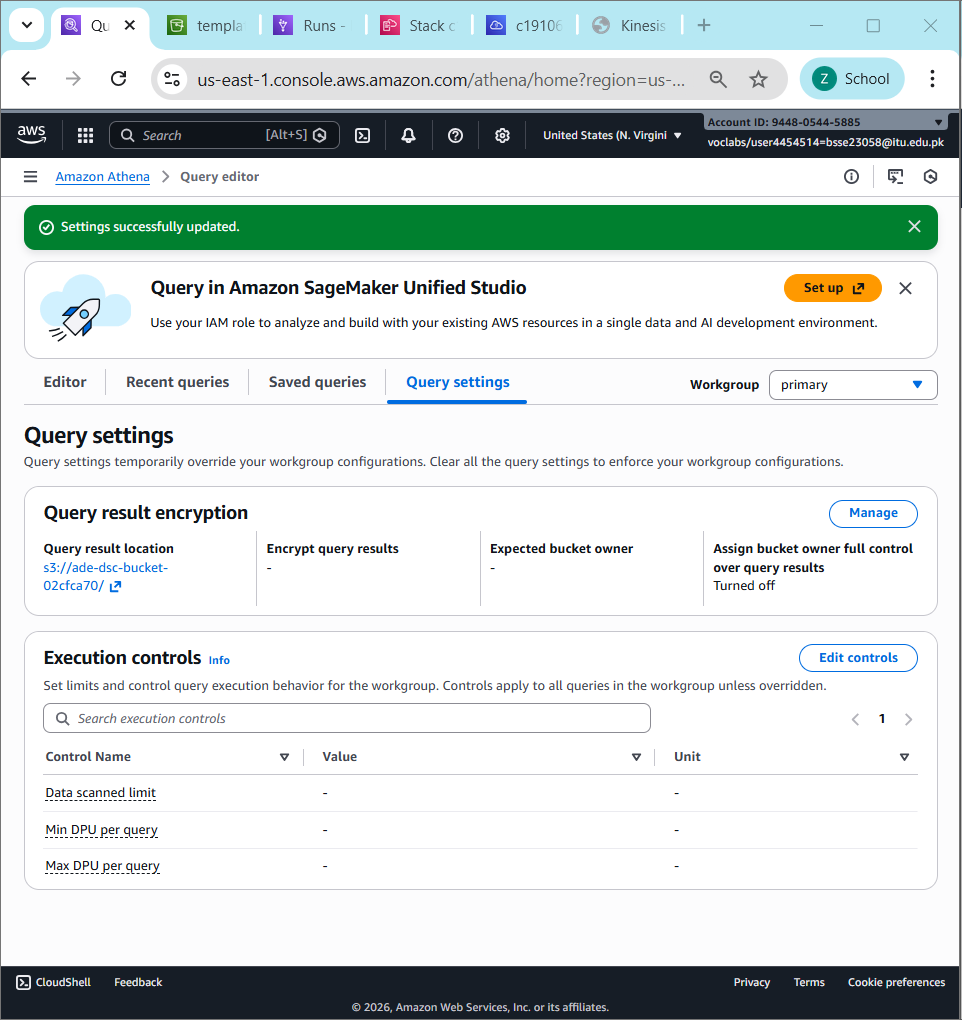 Qu
templa
Runs -
Stack c
c1910
Kinesis
us-east-1.console.aws.amazon.com/athena/home?region=us-...
Z
School
aws
Search
[Alt+S]
United States (N. Virgini
Account ID: 9448-0544-5885
voclabs/user4454514=bsse23058@itu.edu.pk
Amazon Athena
Query editor
Settings successfully updated.
Query in Amazon SageMaker Unified Studio
Set up
Use your IAM role to analyze and build with your existing AWS resources in a single data and AI development environment.
Editor
Recent queries
Saved queries
Query settings
Workgroup
primary
Query settings
Query settings temporarily override your workgroup configurations. Clear all the query settings to enforce your workgroup configurations.
Query result encryption
Manage
Query result location
s3://ade-dsc-bucket-
02cfca70/
Encrypt query results
-
Expected bucket owner
-
Assign bucket owner full control
over query results
Turned off
Execution controls Info
Edit controls
Set limits and control query execution behavior for the workgroup. Controls apply to all queries in the workgroup unless overridden.
Search execution controls
1
Control Name
Value
Unit
Data scanned limit
-
-
Min DPU per query
-
-
Max DPU per query
-
-
CloudShell
Feedback
Privacy
Terms
Cookie preferences
© 2026, Amazon Web Services, Inc. or its affiliates.